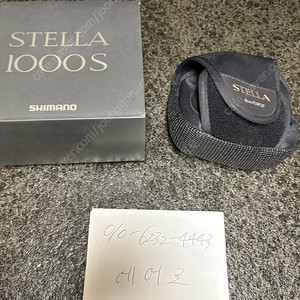 STELLA
1000S
SHIMANO
STELLA
SHIMANO
010-6232-4443
에어로